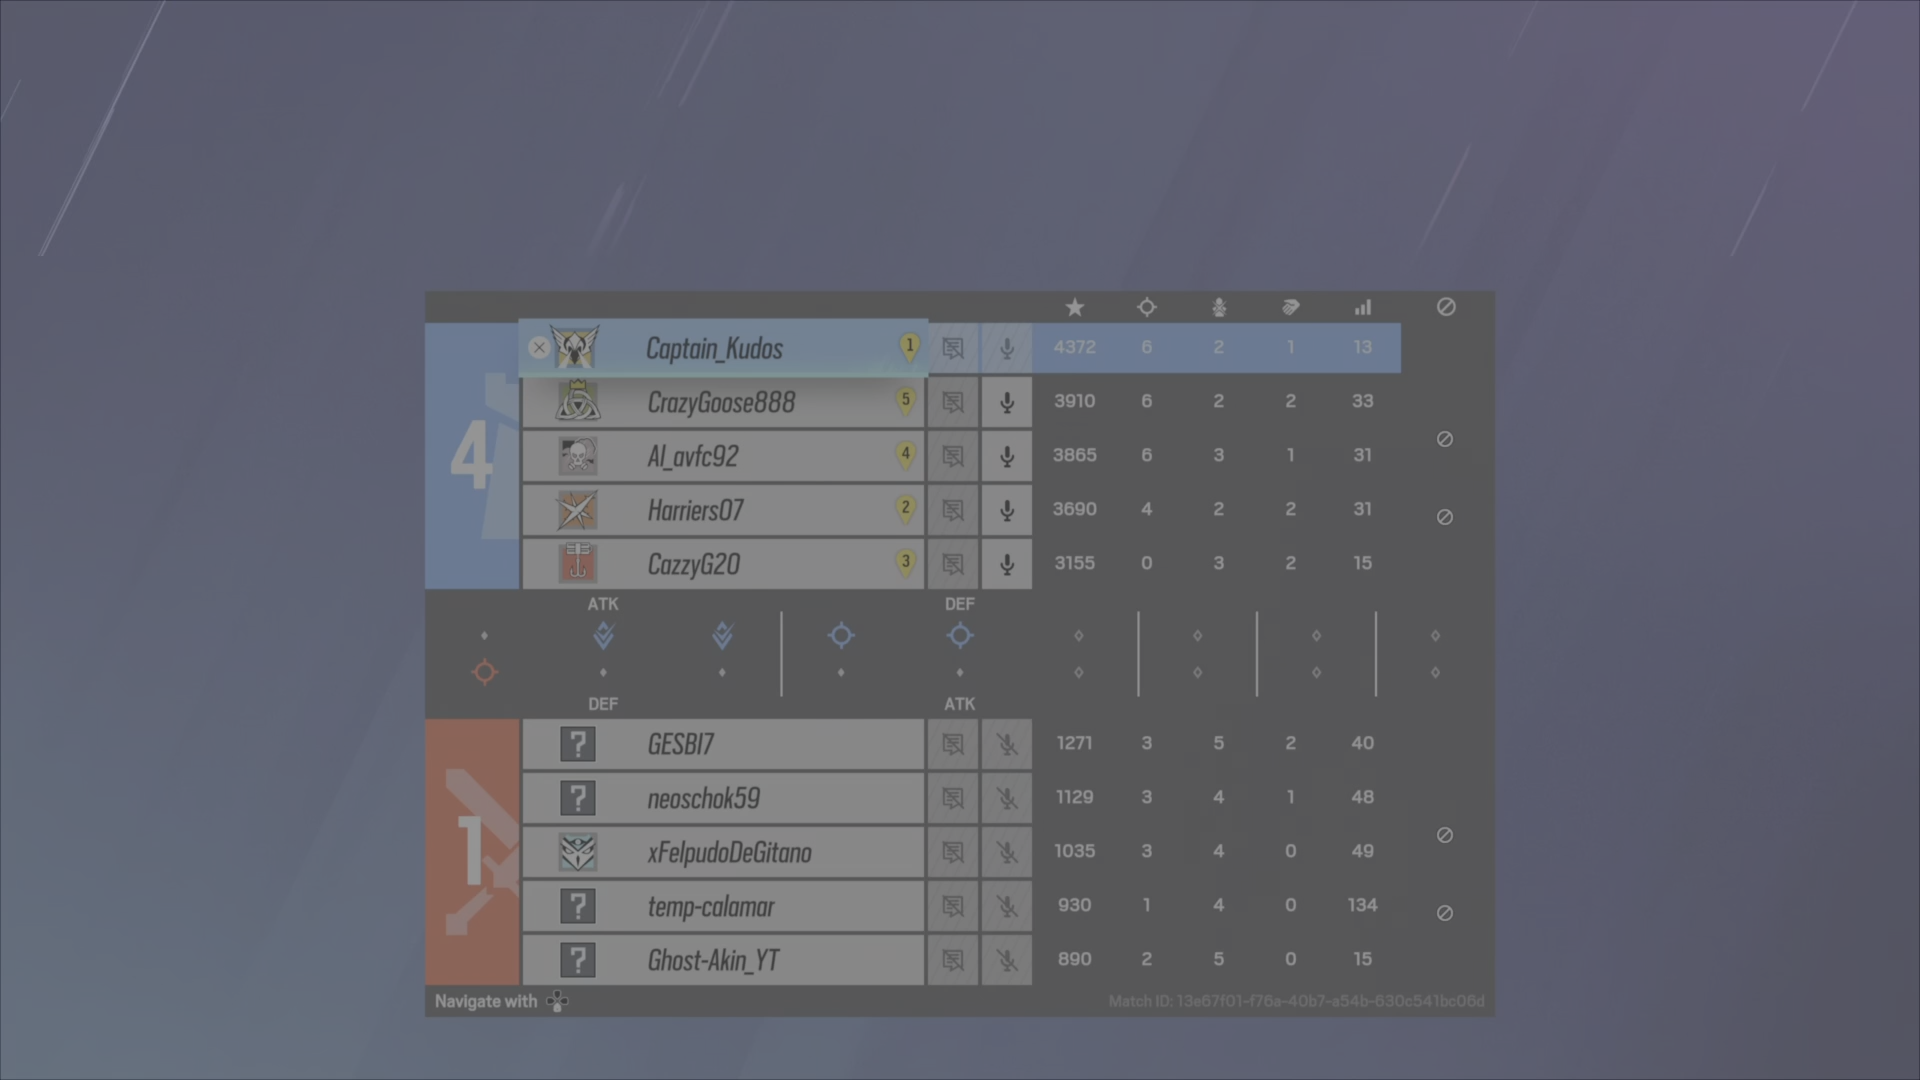 Captain_Kudos 1 4372 6 2 1 13
CrazyGoose888 5 3910 6 2 2 33
4
Al_avfc92 4 3865 6 3 1 31
Harriers07 2 3690 4 2 2 31
CazzyG20 3 3155 0 3 2 15
ATK DEF
DEF ATK
? GESBI7 1271 3 5 2 40
? neoschok59 1129 3 4 1 48
1
xFelpudoDeGitano 1035 3 4 0 49
? temp-calamar 930 1 4 0 134
? Ghost-Akin_YT 890 2 5 0 15
Navigate with
Match ID: 13e67f01-f76a-40b7-a54b-630c541bc06d